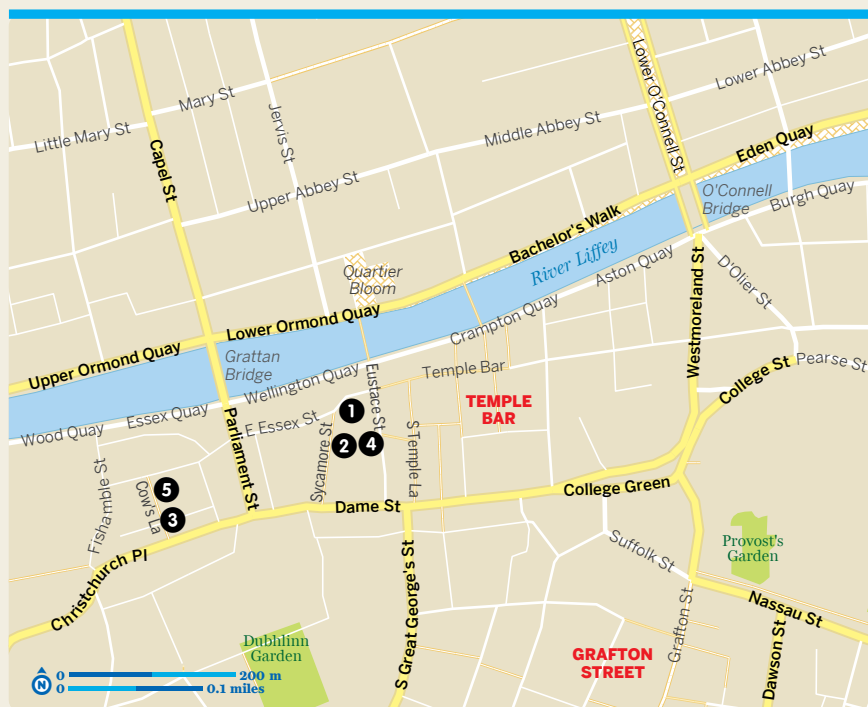 Lower O'Connell St
Lower Abbey St
Mary St
Jervis St
Little Mary St
Middle Abbey St
Eden Quay
Capel St
Upper Abbey St
O'Connell
Bridge
Burgh Quay
Bachelor's Walk
River Liffey
Quartier
Bloom
Aston Quay
D'Olier St
Westmoreland St
Lower Ormond Quay
Crampton Quay
Upper Ormond Quay
Grattan
Bridge
Wellington Quay
Eustace St
Temple Bar
College St
Pearse St
Essex Quay
Wood Quay
Parliament St
E Essex St
1
TEMPLE
BAR
Sycamore St
2
4
S Temple La
Fishamble St
Cow's La
5
3
Dame St
College Green
Christchurch Pl
S Great George's St
Suffolk St
Provost's
Garden
Nassau St
Grafton St
Dawson St
Dubhlinn
Garden
GRAFTON
STREET
N
0 200 m
0 0.1 miles